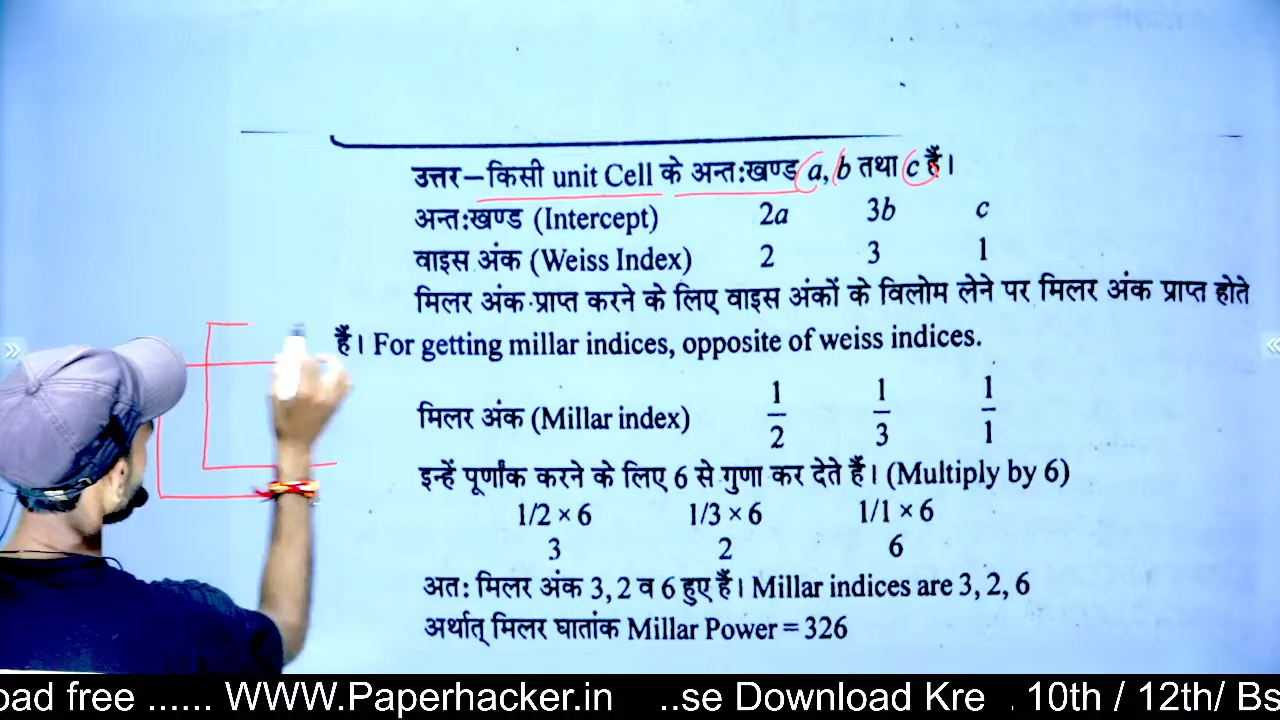 उत्तर–किसी unit Cell के अन्त:खण्ड a, b तथा c हैं।
अन्त:खण्ड (Intercept) 2a 3b c
वाइस अंक (Weiss Index) 2 3 1
मिलर अंक प्राप्त करने के लिए वाइस अंकों के विलोम लेने पर मिलर अंक प्राप्त होते
हैं। For getting millar indices, opposite of weiss indices.
मिलर अंक (Millar index) 1/2 1/3 1/1
इन्हें पूर्णांक करने के लिए 6 से गुणा कर देते हैं। (Multiply by 6)
1/2 × 6 1/3 × 6 1/1 × 6
3 2 6
अत: मिलर अंक 3, 2 व 6 हुए हैं। Millar indices are 3, 2, 6
अर्थात् मिलर घातांक Millar Power = 326
oad free ...... WWW.Paperhacker.in ..se Download Kre . 10th / 12th/ Bs